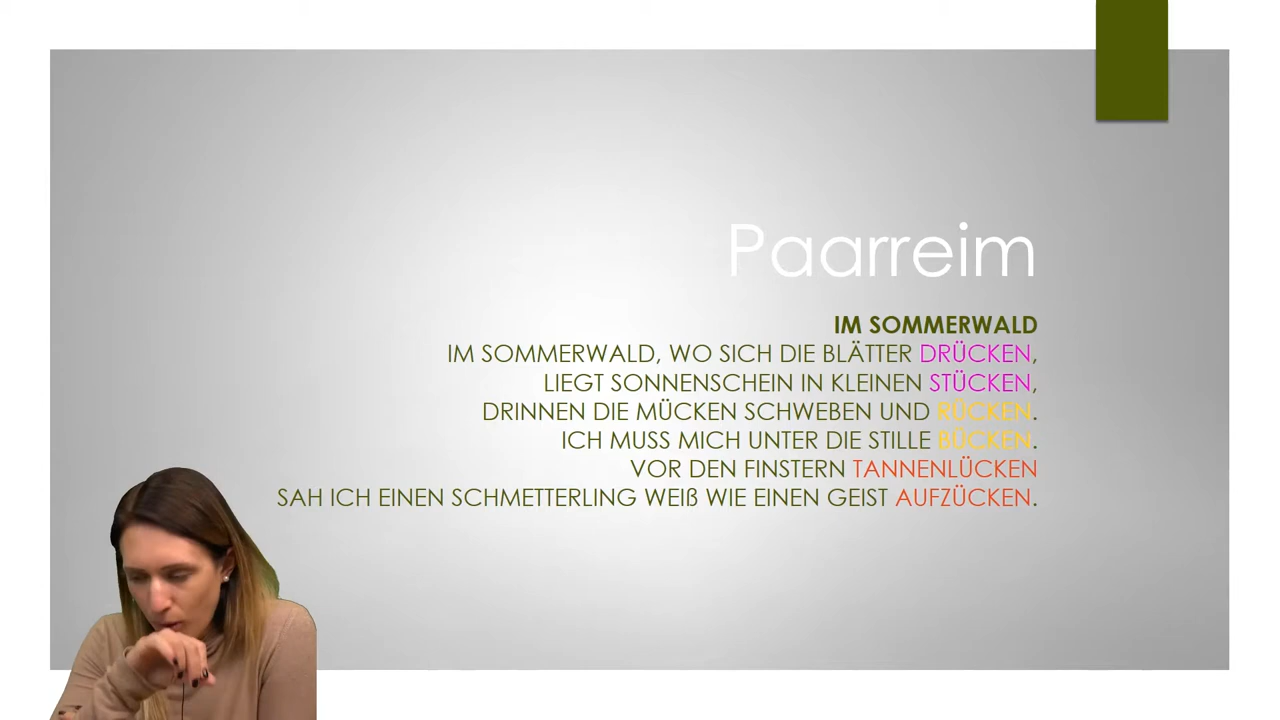 Paarreim
IM SOMMERWALD
IM SOMMERWALD, WO SICH DIE BLÄTTER DRÜCKEN,
LIEGT SONNENSCHEIN IN KLEINEN STÜCKEN,
DRINNEN DIE MÜCKEN SCHWEBEN UND RÜCKEN.
ICH MUSS MICH UNTER DIE STILLE BÜCKEN.
VOR DEN FINSTERN TANNENLÜCKEN
SAH ICH EINEN SCHMETTERLING WEIß WIE EINEN GEIST AUFZÜCKEN.